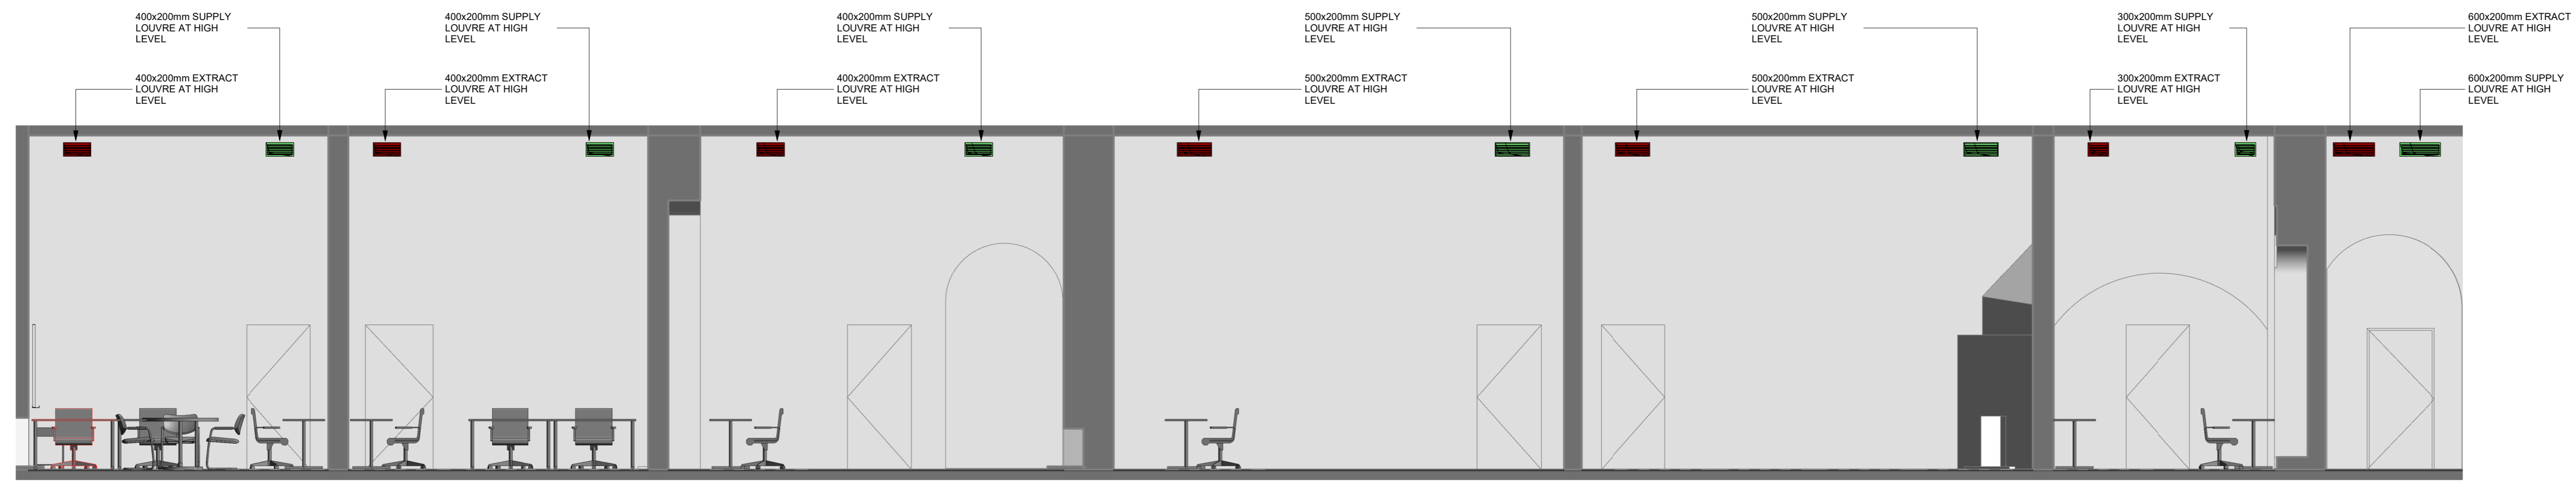 400x200mm SUPPLY
LOUVRE AT HIGH
LEVEL
400x200mm EXTRACT
LOUVRE AT HIGH
LEVEL
400x200mm SUPPLY
LOUVRE AT HIGH
LEVEL
400x200mm EXTRACT
LOUVRE AT HIGH
LEVEL
400x200mm SUPPLY
LOUVRE AT HIGH
LEVEL
400x200mm EXTRACT
LOUVRE AT HIGH
LEVEL
500x200mm SUPPLY
LOUVRE AT HIGH
LEVEL
500x200mm EXTRACT
LOUVRE AT HIGH
LEVEL
500x200mm SUPPLY
LOUVRE AT HIGH
LEVEL
500x200mm EXTRACT
LOUVRE AT HIGH
LEVEL
300x200mm SUPPLY
LOUVRE AT HIGH
LEVEL
300x200mm EXTRACT
LOUVRE AT HIGH
LEVEL
600x200mm EXTRACT
LOUVRE AT HIGH
LEVEL
600x200mm SUPPLY
LOUVRE AT HIGH
LEVEL